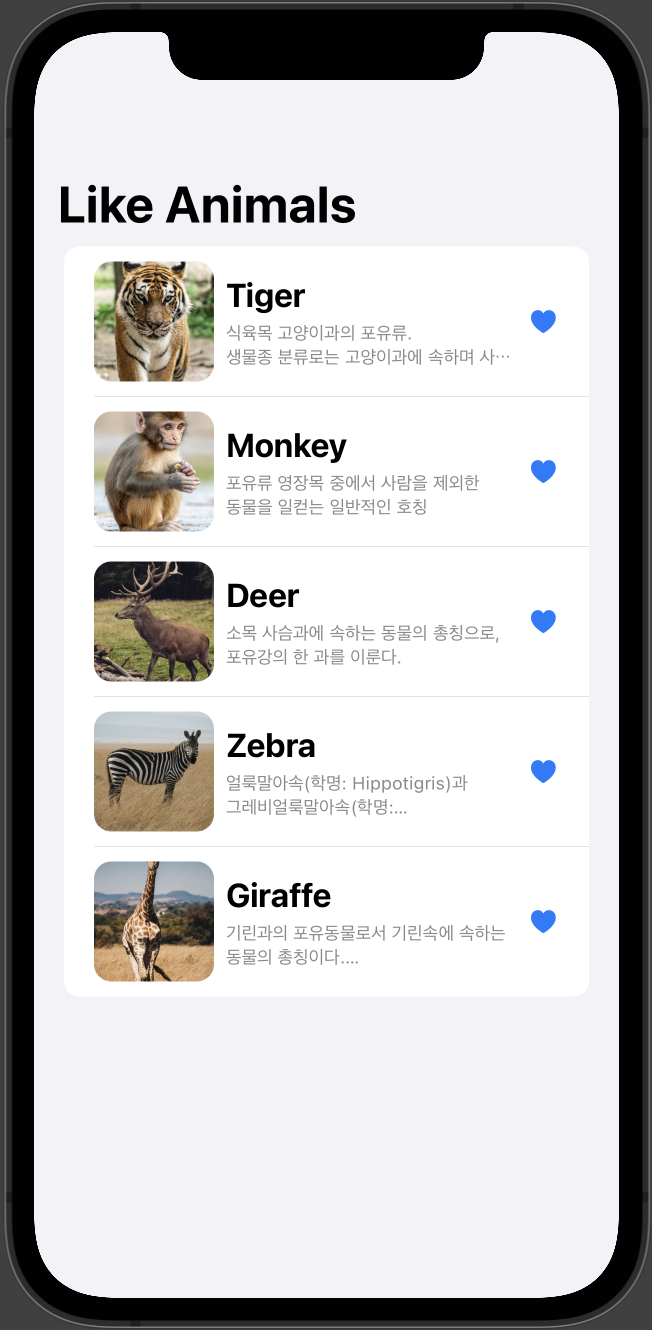 Like Animals
Tiger
식육목 고양이과의 포유류.
생물종 분류로는 고양이과에 속하며 사…
Monkey
포유류 영장목 중에서 사람을 제외한
동물을 일컫는 일반적인 호칭
Deer
소목 사슴과에 속하는 동물의 총칭으로,
포유강의 한 과를 이룬다.
Zebra
얼룩말아속(학명: Hippotigris)과
그레비얼룩말아속(학명:...
Giraffe
기린과의 포유동물로서 기린속에 속하는
동물의 총칭이다....